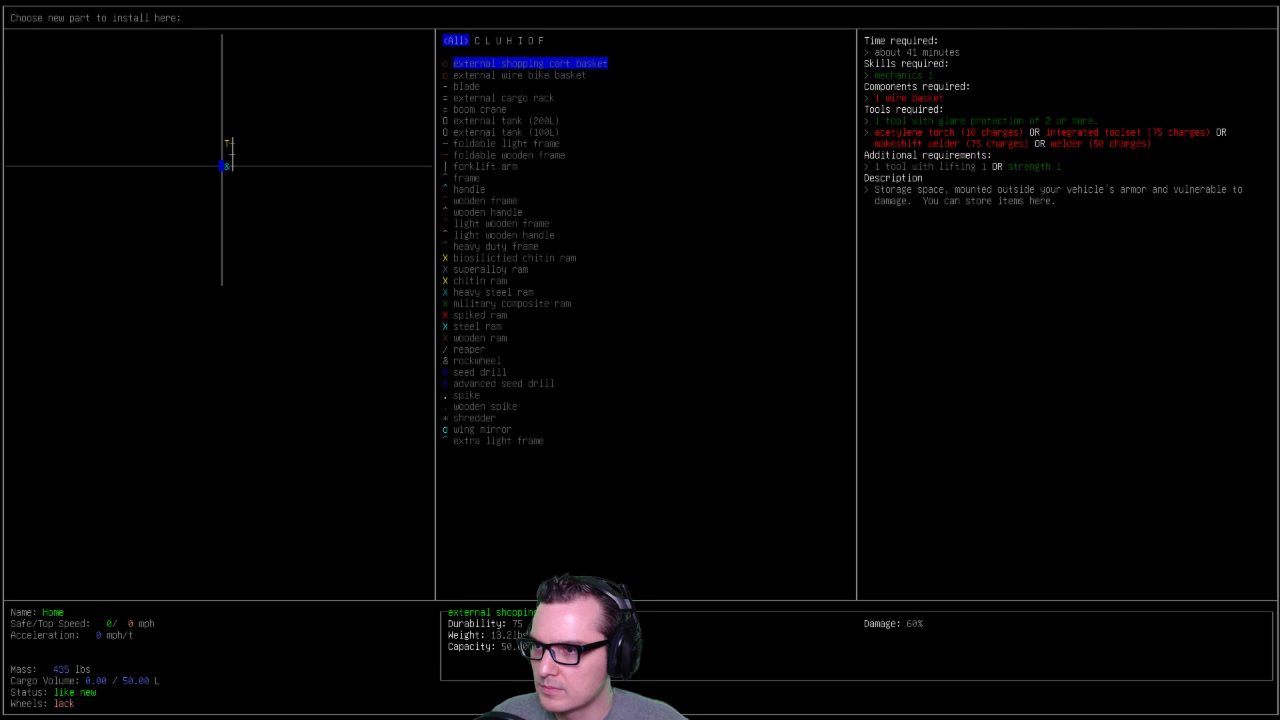 Choose new part to install here:
<All> C L U H I O F
o external shopping cart basket
o external wire bike basket
- blade
= external cargo rack
= boom crane
O external tank (200L)
O external tank (100L)
- foldable light frame
- foldable wooden frame
| forklift arm
^ frame
^ handle
^ wooden frame
^ wooden handle
^ light wooden frame
^ light wooden handle
^ heavy duty frame
X biosilicfied chitin ram
X superalloy ram
X chitin ram
X heavy steel ram
X military composite ram
X spiked ram
X steel ram
X wooden ram
/ reaper
& rockwheel
seed drill
advanced seed drill
. spike
. wooden spike
* shredder
o wing mirror
^ extra light frame
Time required:
> about 41 minutes
Skills required:
> mechanics 1
Components required:
> 1 wire basket
Tools required:
> 1 tool with glare protection of 2 or more.
> acetylene torch (10 charges) OR integrated toolset (75 charges) OR
makeshift welder (75 charges) OR welder (50 charges)
Additional requirements:
> 1 tool with lifting 1 OR strength 1
Description
> Storage space, mounted outside your vehicle's armor and vulnerable to
damage. You can store items here.
T
&
Name: Home
Safe/Top Speed: 0/ 0 mph
Acceleration: 0 mph/t
Mass: 435 lbs
Cargo Volume: 0.00 / 50.00 L
Status: like new
Wheels: lack
external shopping
Durability: 75
Weight: 13.2lbs
Capacity: 50.00
Damage: 60%